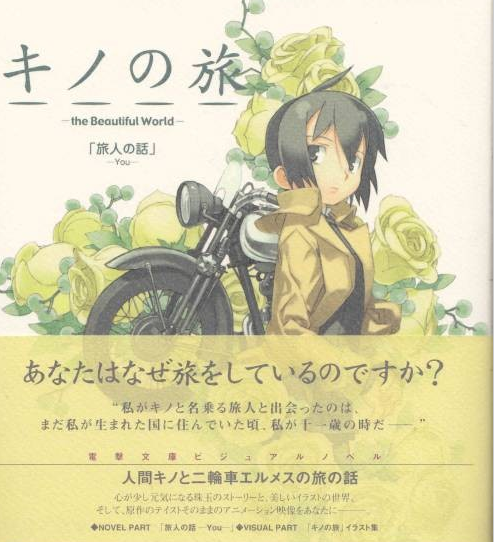 キノの旅
―the Beautiful World―
「旅人の話」
―You―
あなたはなぜ旅をしているのですか?
“私がキノと名乗る旅人と出会ったのは、
まだ私が生まれた国に住んでいた頃、私が十一歳の時だ――”
電撃文庫ビジュアルノベル
人間キノと二輪車エルメスの旅の話
心が少し元気になる珠玉のストーリーと、美しいイラストの世界、
そして、原作のテイストそのままのアニメーション映像をあなたに―――。
◆NOVEL PART 「旅人の話 ―You―」◆VISUAL PART 「キノの旅」イラスト集